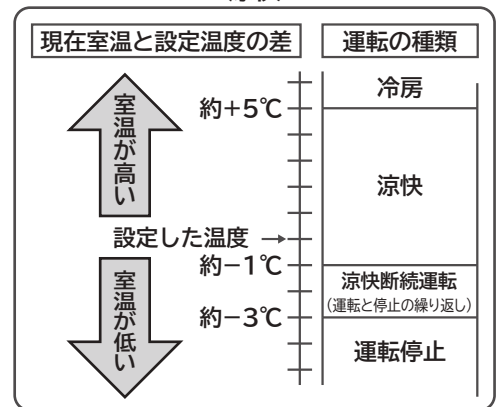 現在室温と設定温度の差
運転の種類
冷房
約+5℃
室温が高い
涼快
設定した温度→
約−1℃
涼快断続運転
(運転と停止の繰り返し)
室温が低い
約−3℃
運転停止